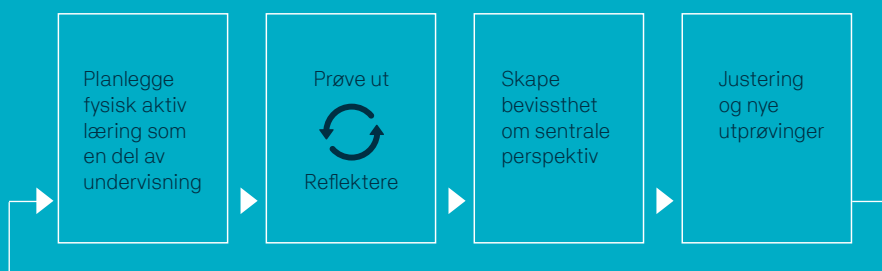 Planlegge
fysisk aktiv
læring som
en del av
undervisning
Prøve ut
Reflektere
Skape
bevissthet
om sentrale
perspektiv
Justering
og nye
utprøvinger